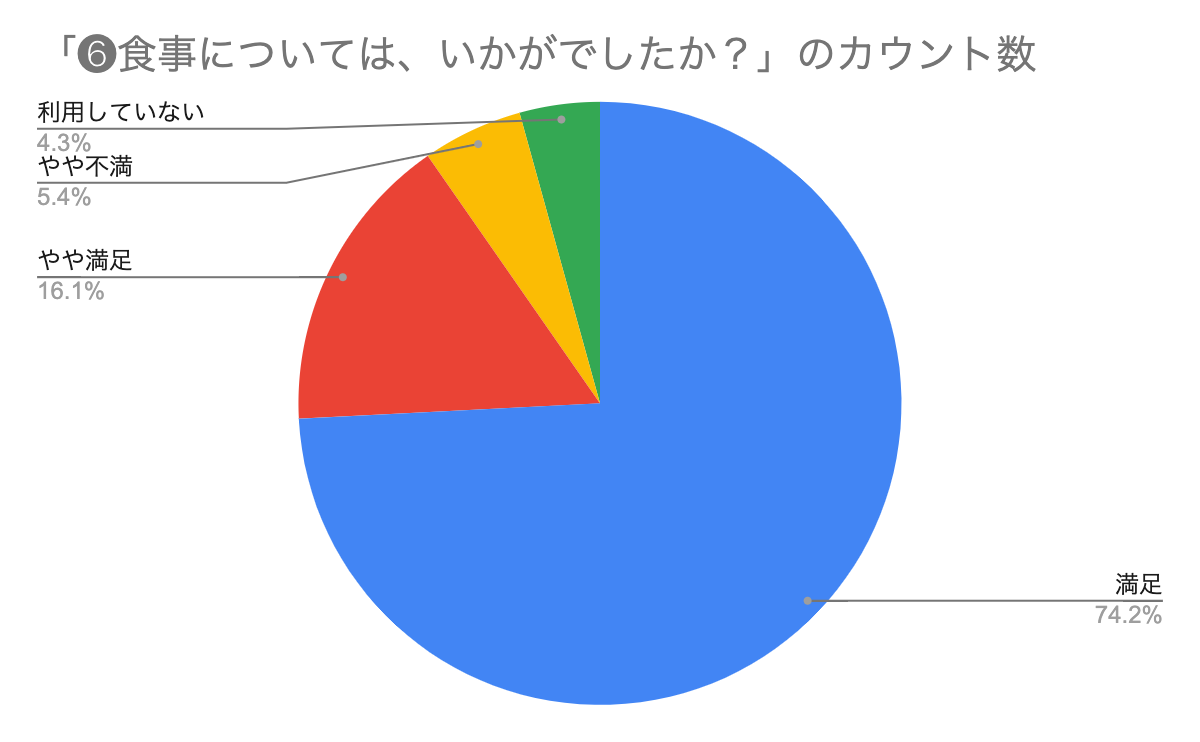 「❻食事については、いかがでしたか？」のカウント数
利用していない
4.3%
やや不満
5.4%
やや満足
16.1%
満足
74.2%